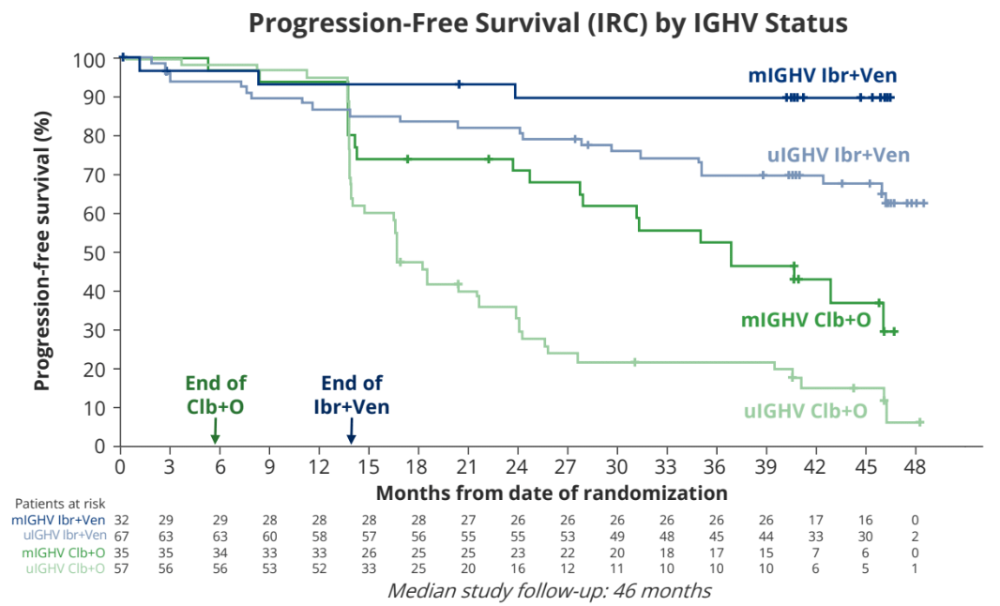 Progression-Free Survival (IRC) by IGHV Status
Progression-free survival (%)
100
90
80
70
60
50
40
30
20
10
0
mIGHV Ibr+Ven
uIGHV Ibr+Ven
mIGHV Clb+O
uIGHV Clb+O
End of
Clb+O
End of
Ibr+Ven
0 3 6 9 12 15 18 21 24 27 30 33 36 39 42 45 48
Months from date of randomization
Patients at risk
mIGHV Ibr+Ven 32 29 29 28 28 28 28 27 26 26 26 26 26 26 17 16 0
uIGHV Ibr+Ven 67 63 63 60 58 57 56 55 55 53 49 48 45 44 33 30 2
mIGHV Clb+O 35 35 34 33 33 26 25 25 23 22 20 18 17 15 7 6 0
uIGHV Clb+O 57 56 56 53 52 33 25 20 16 12 11 10 10 10 6 5 1
Median study follow-up: 46 months